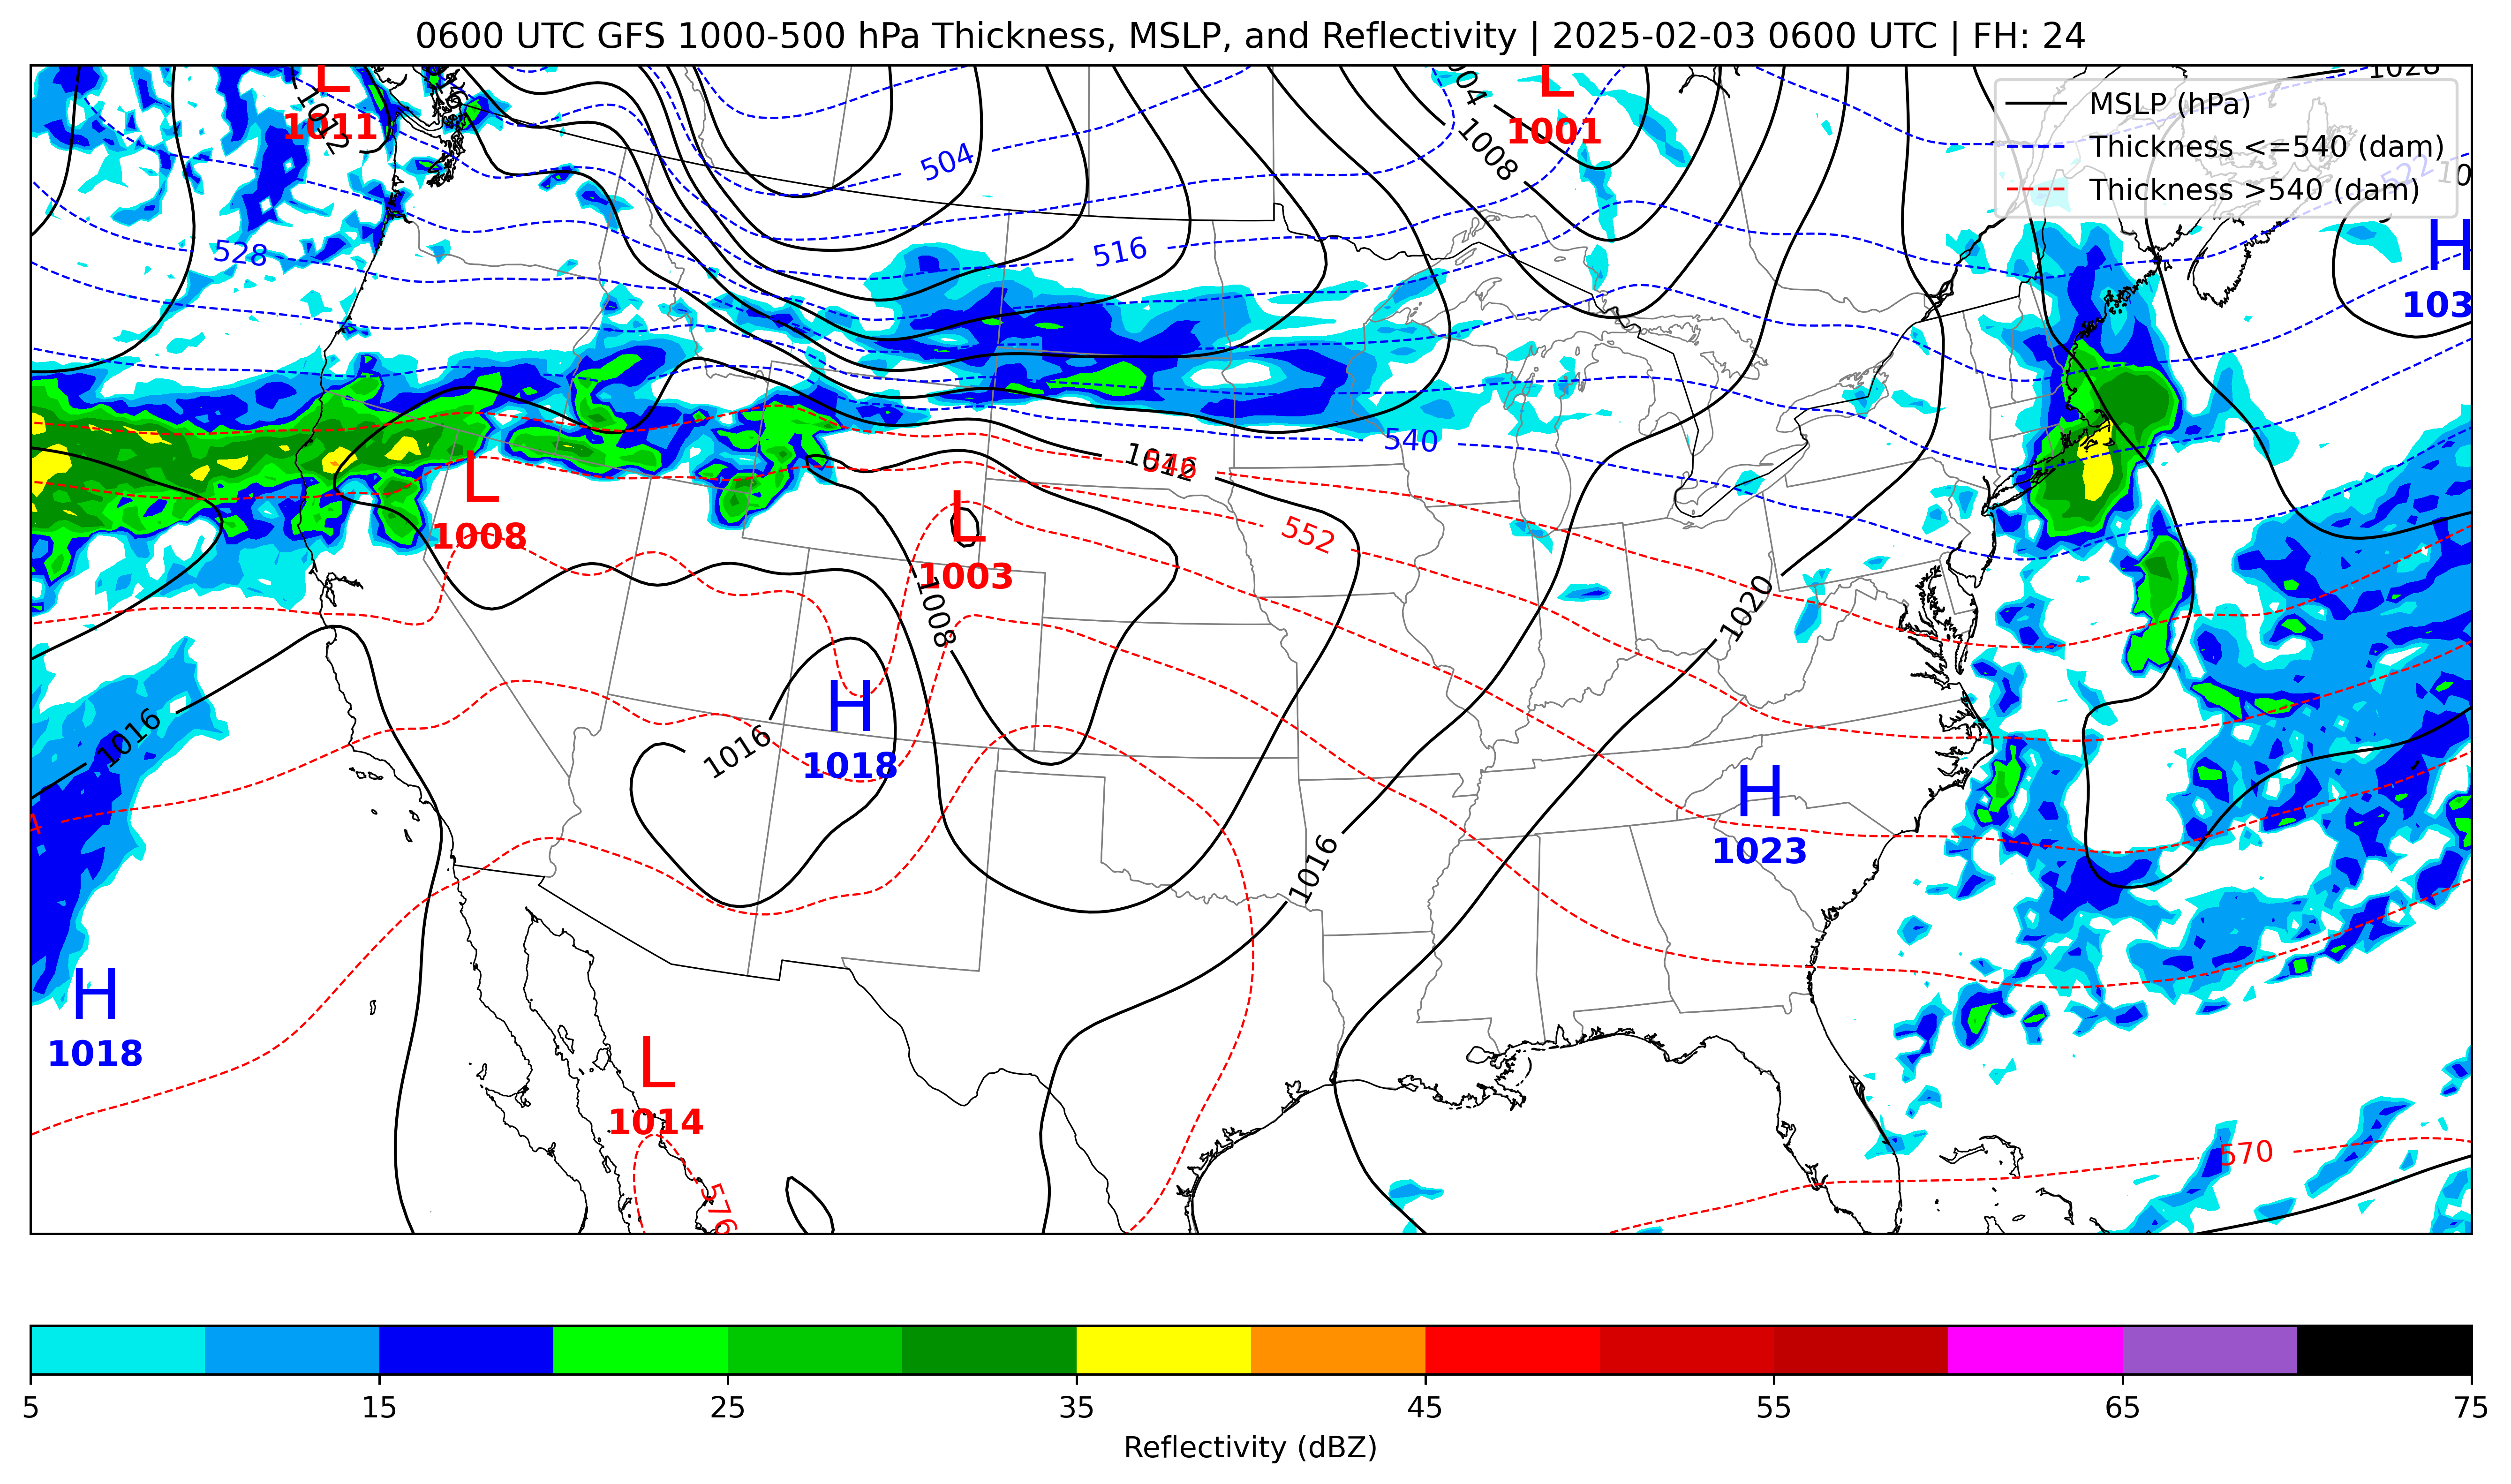 0600 UTC GFS 1000-500 hPa Thickness, MSLP, and Reflectivity | 2025-02-03 0600 UTC | FH: 24
1028
MSLP (hPa)
Thickness <=540 (dam)
Thickness >540 (dam)
L
1011
1012
L
1001
1008
504
516
528
522
H
103
540
1012
546
552
L
1008
L
1003
1008
1020
H
1018
1016
1016
H
1023
1016
H
1018
L
1014
576
570
5 15 25 35 45 55 65 75
Reflectivity (dBZ)